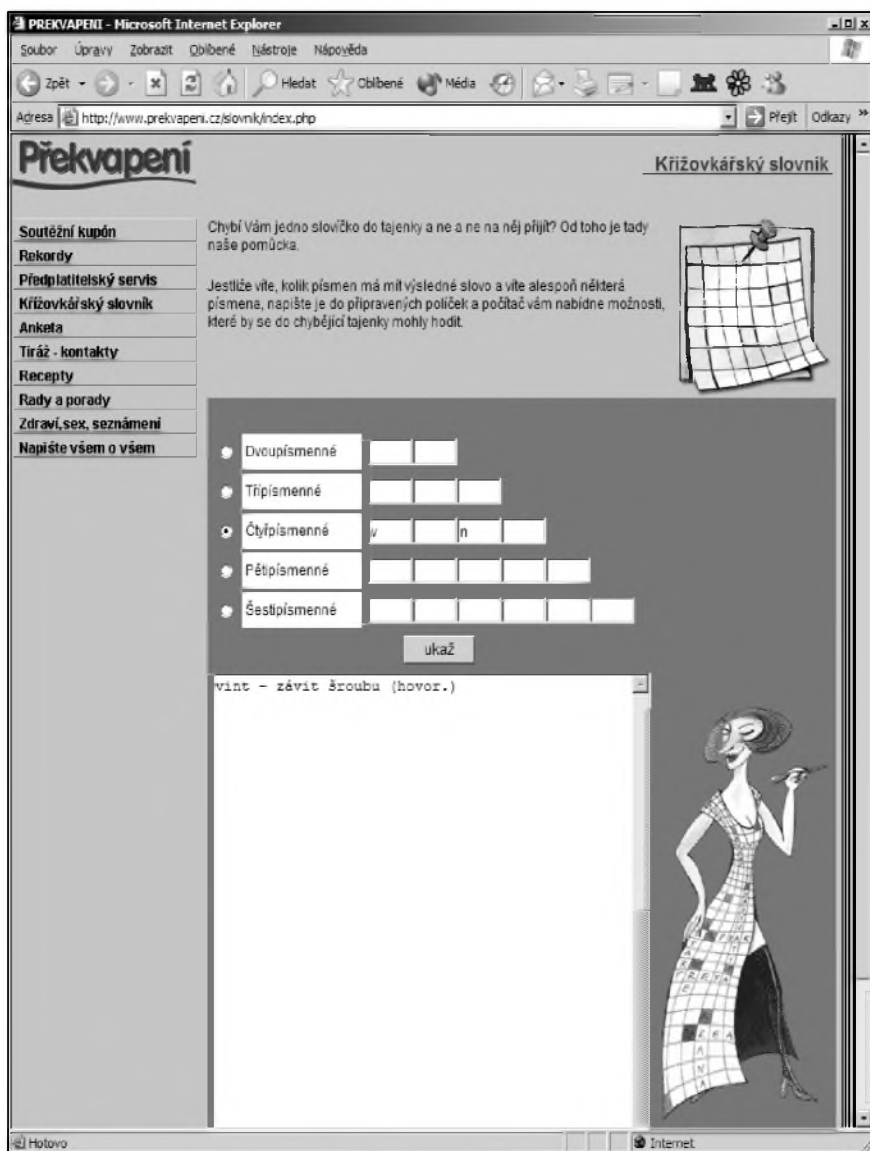 PREKVAPENI - Microsoft Internet Explorer
Soubor Úpravy Zobrazit Oblíbené Nástroje Nápověda
Zpět Hledat Oblíbené Média
Adresa http://www.prekvapeni.cz/slovnik/index.php Přejít Odkazy »
Překvapení
Křížovkářský slovník
Soutěžní kupón
Rekordy
Předplatitelský servis
Křížovkářský slovník
Anketa
Tiráž - kontakty
Recepty
Rady a porady
Zdraví,sex, seznámení
Napište všem o všem
Chybí Vám jedno slovíčko do tajenky a ne a ne na něj přijít? Od toho je tady
naše pomůcka.
Jestliže víte, kolik písmen má mít výsledné slovo a víte alespoň některá
písmena, napište je do připravených políček a počítač vám nabídne možnosti,
které by se do chybějící tajenky mohly hodit.
Dvoupísmenné
Třípísmenné
Čtyřpísmenné v n
Pětipísmenné
Šestipísmenné
ukaž
vint - závit šroubu (hovor.)
Hotovo Internet